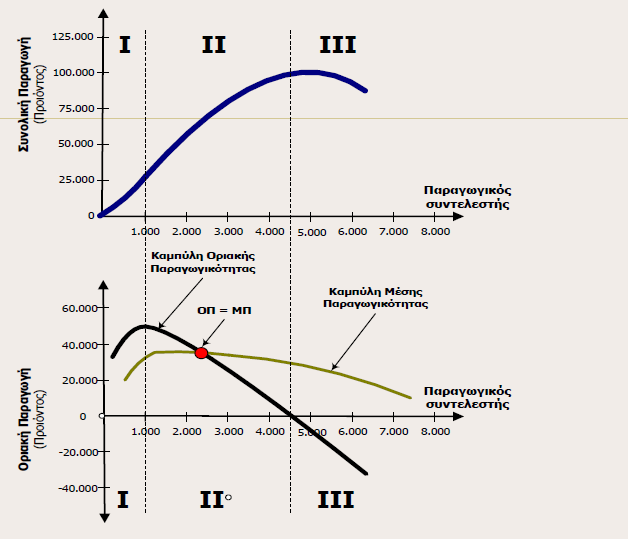 I II III
Συνολική Παραγωγή
(Προιόντος)
125.000
100.000
75.000
50.000
25.000
0
1.000 2.000 3.000 4.000 5.000 6.000 7.000 8.000
Παραγωγικός
συντελεστής
Καμπύλη Οριακής
Παραγωγικότητας
Καμπύλη Μέσης
Παραγωγικότητας
ΟΠ = ΜΠ
Οριακή Παραγωγή
(Προιόντος)
60.000
40.000
20.000
0
-20.000
-40.000
1.000 2.000 3.000 4.000 5.000 6.000 7.000 8.000
Παραγωγικός
συντελεστής
I II III